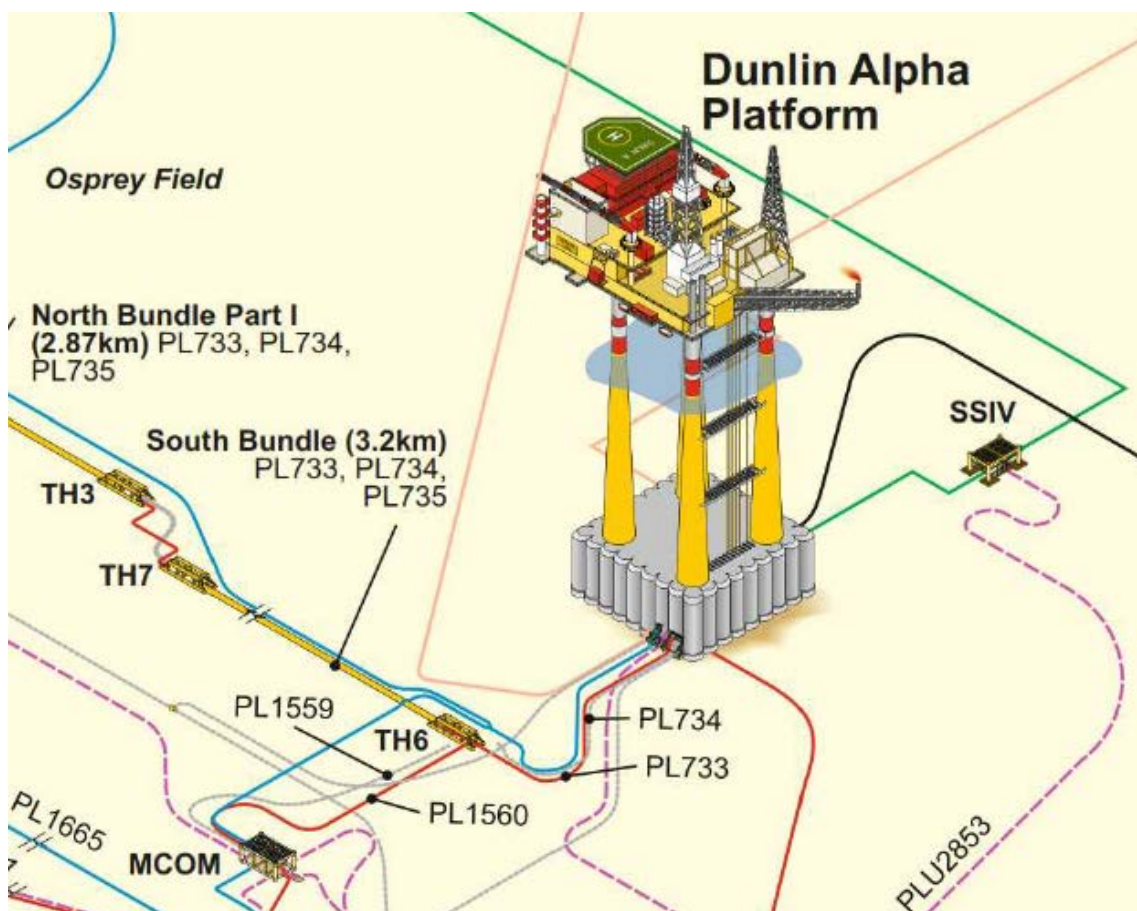 Dunlin Alpha
Platform
H
Osprey Field
North Bundle Part I
(2.87km) PL733, PL734,
PL735
SSIV
South Bundle (3.2km)
PL733, PL734,
PL735
TH3
TH7
PL1559
PL734
TH6
PL733
PL1560
PL1665
MCOM
PLU2853